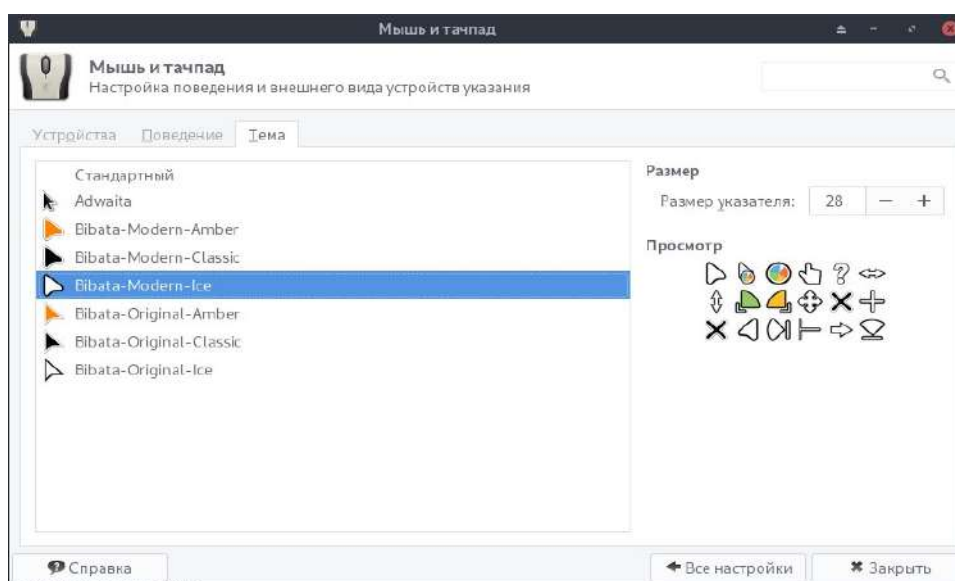 Мышь и тачпад
Мышь и тачпад
Настройка поведения и внешнего вида устройств указания
Устройства Поведение Тема
Стандартный
Adwaita
Bibata-Modern-Amber
Bibata-Modern-Classic
Bibata-Modern-Ice
Bibata-Original-Amber
Bibata-Original-Classic
Bibata-Original-Ice
Размер
Размер указателя: 28 − +
Просмотр
Справка
Все настройки
Закрыть